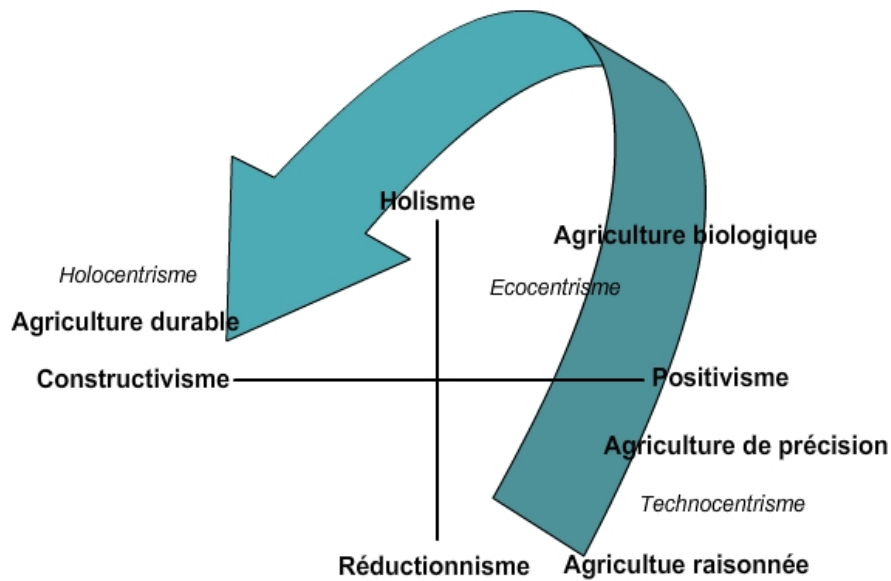 Holisme
Agriculture biologique
Holocentrisme
Ecocentrisme
Agriculture durable
Constructivisme
Positivisme
Agriculture de précision
Technocentrisme
Réductionnisme
Agricultue raisonnée